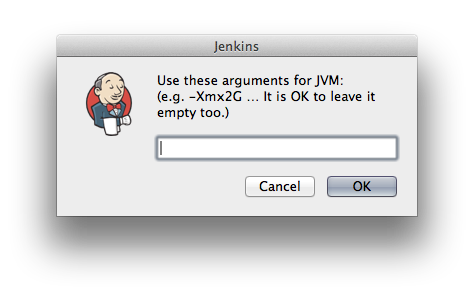 Jenkins
Use these arguments for JVM:
(e.g. -Xmx2G ... It is OK to leave it
empty too.)
Cancel
OK